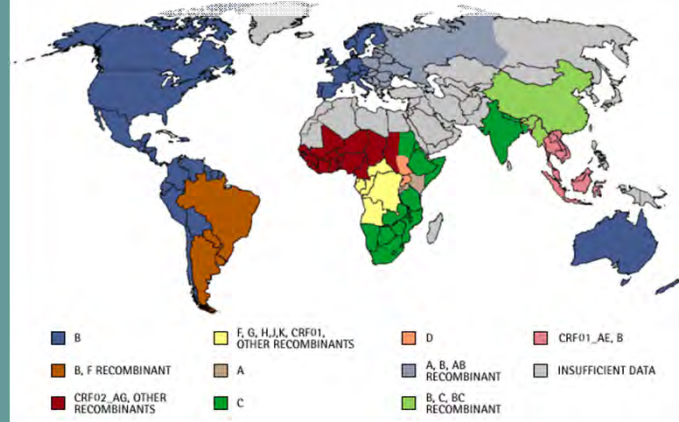 B
F, G, H,J,K, CRF01,
OTHER RECOMBINANTS
D
CRF01_AE, B
B, F RECOMBINANT
A
A, B, AB
RECOMBINANT
INSUFFICIENT DATA
CRF02_AG, OTHER
RECOMBINANTS
C
B, C, BC
RECOMBINANT